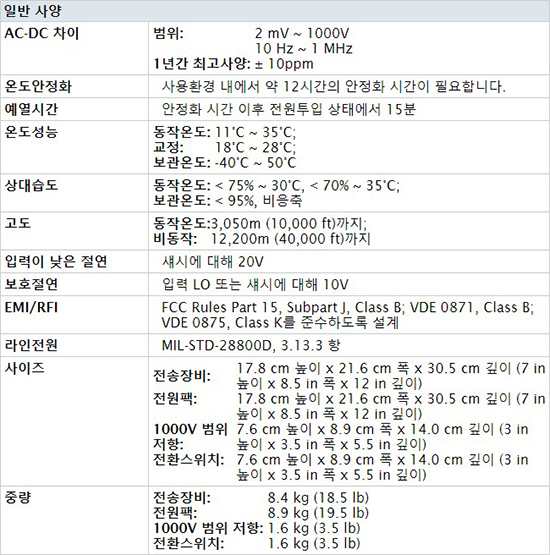 일반 사양
AC-DC 차이 범위: 2 mV ~ 1000V
10 Hz ~ 1 MHz
1년간 최고사양: ± 10ppm
온도안정화 사용환경 내에서 약 12시간의 안정화 시간이 필요합니다.
예열시간 안정화 시간 이후 전원투입 상태에서 15분
온도성능 동작온도: 11˚C ~ 35˚C;
교정: 18˚C ~ 28˚C;
보관온도: -40˚C ~ 50˚C
상대습도 동작온도: < 75% ~ 30˚C, < 70% ~ 35˚C;
보관온도: < 95%, 비응축
고도 동작온도:3,050m (10,000 ft)까지;
비동작: 12,200m (40,000 ft)까지
입력이 낮은 절연 섀시에 대해 20V
보호절연 입력 LO 또는 섀시에 대해 10V
EMI/RFI FCC Rules Part 15, Subpart J, Class B; VDE 0871, Class B;
VDE 0875, Class K를 준수하도록 설계
라인전원 MIL-STD-28800D, 3.13.3 항
사이즈 전송장비: 17.8 cm 높이 x 21.6 cm 폭 x 30.5 cm 깊이 (7 in
높이 x 8.5 in 폭 x 12 in 깊이)
전원팩: 17.8 cm 높이 x 21.6 cm 폭 x 30.5 cm 깊이 (7 in
높이 x 8.5 in 폭 x 12 in 깊이)
1000V 범위 7.6 cm 높이 x 8.9 cm 폭 x 14.0 cm 깊이 (3 in
저항: 높이 x 3.5 in 폭 x 5.5 in 깊이)
전환스위치: 7.6 cm 높이 x 8.9 cm 폭 x 14.0 cm 깊이 (3 in
높이 x 3.5 in 폭 x 5.5 in 깊이)
중량 전송장비: 8.4 kg (18.5 lb)
전원팩: 8.9 kg (19.5 lb)
1000V 범위 저항: 1.6 kg (3.5 lb)
전환스위치: 1.6 kg (3.5 lb)